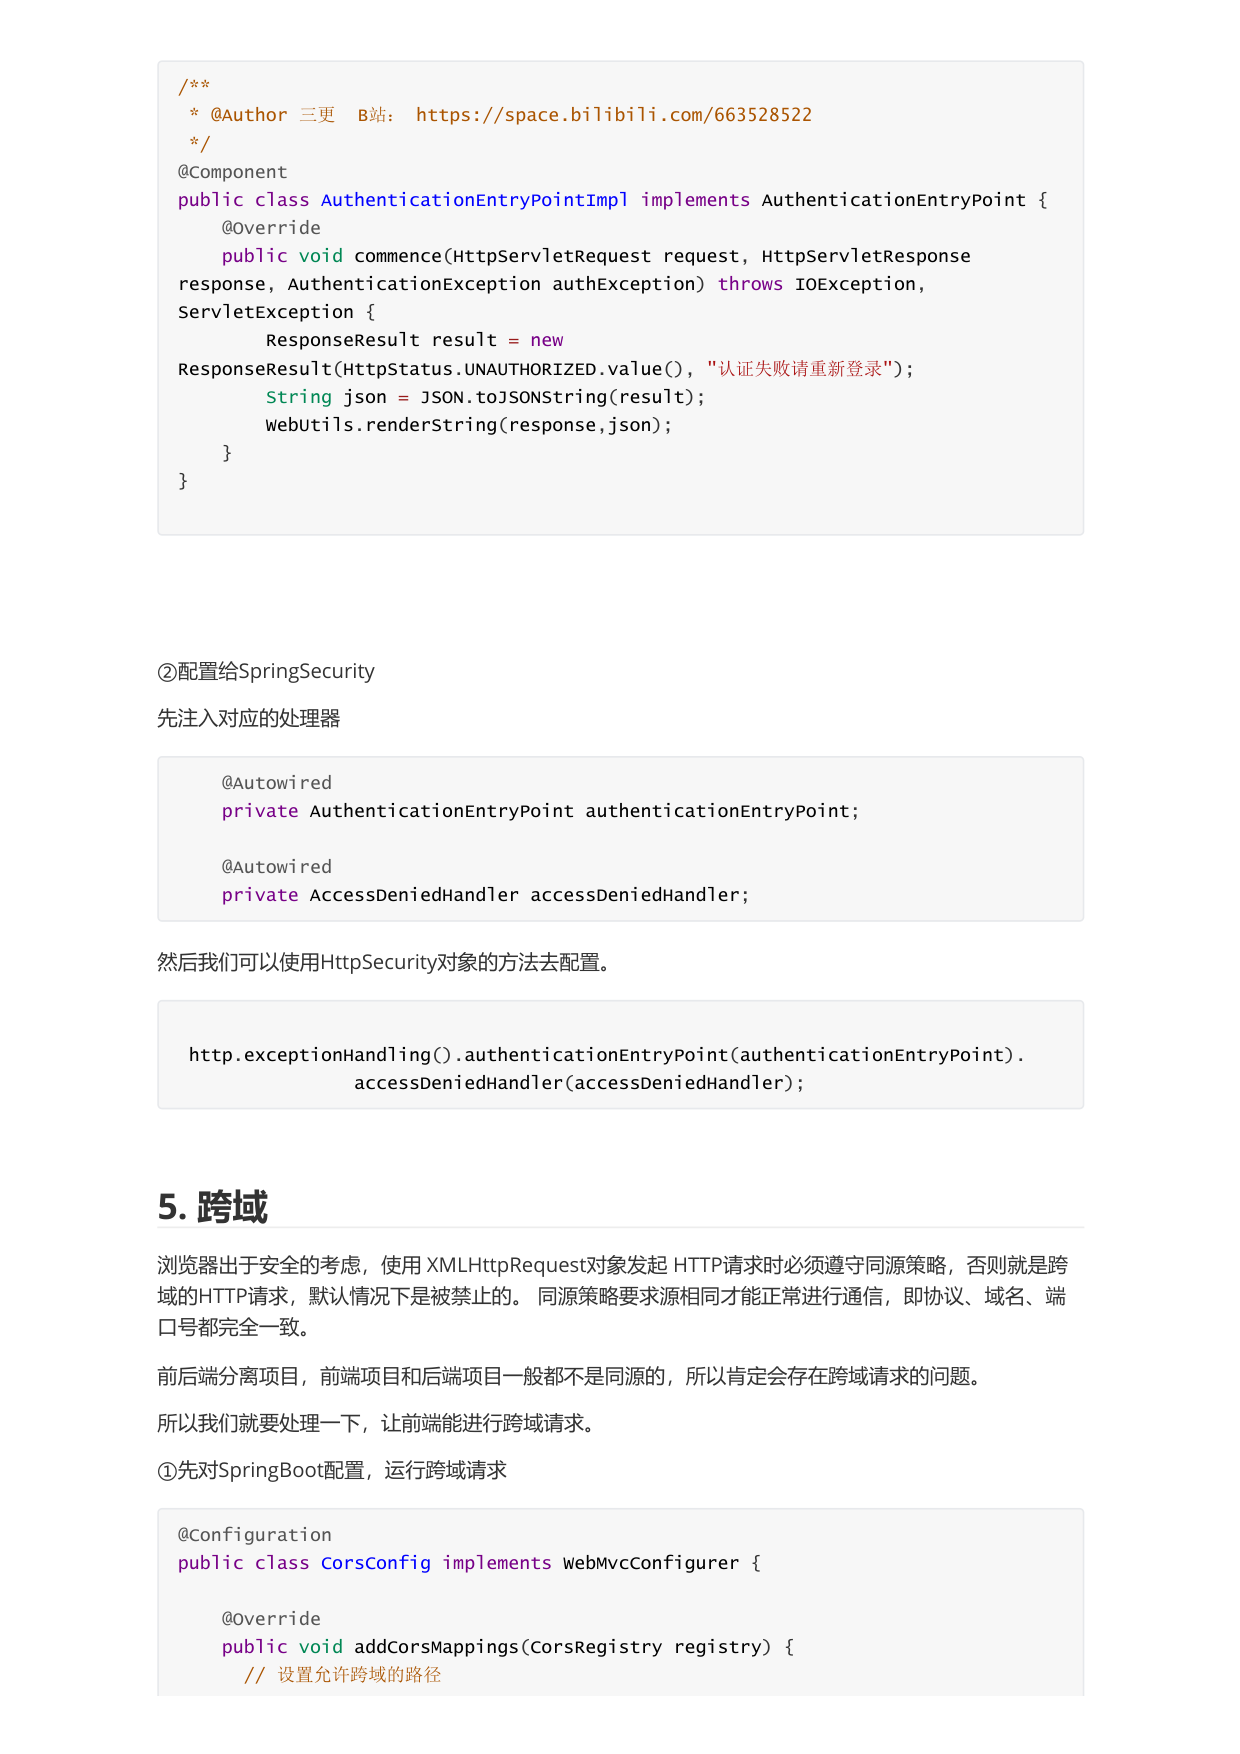 /**
 * @Author 三更  B站： https://space.bilibili.com/663528522
 */
@Component
public class AuthenticationEntryPointImpl implements AuthenticationEntryPoint {
    @Override
    public void commence(HttpServletRequest request, HttpServletResponse
response, AuthenticationException authException) throws IOException,
ServletException {
        ResponseResult result = new
ResponseResult(HttpStatus.UNAUTHORIZED.value(), "认证失败请重新登录");
        String json = JSON.toJSONString(result);
        WebUtils.renderString(response,json);
    }
}
②配置给SpringSecurity
先注入对应的处理器
    @Autowired
    private AuthenticationEntryPoint authenticationEntryPoint;
    @Autowired
    private AccessDeniedHandler accessDeniedHandler;
然后我们可以使用HttpSecurity对象的方法去配置。
 http.exceptionHandling().authenticationEntryPoint(authenticationEntryPoint).
                accessDeniedHandler(accessDeniedHandler);
5. 跨域
浏览器出于安全的考虑，使用 XMLHttpRequest对象发起 HTTP请求时必须遵守同源策略，否则就是跨
域的HTTP请求，默认情况下是被禁止的。 同源策略要求源相同才能正常进行通信，即协议、域名、端
口号都完全一致。
前后端分离项目，前端项目和后端项目一般都不是同源的，所以肯定会存在跨域请求的问题。
所以我们就要处理一下，让前端能进行跨域请求。
①先对SpringBoot配置，运行跨域请求
@Configuration
public class CorsConfig implements WebMvcConfigurer {
    @Override
    public void addCorsMappings(CorsRegistry registry) {
      // 设置允许跨域的路径